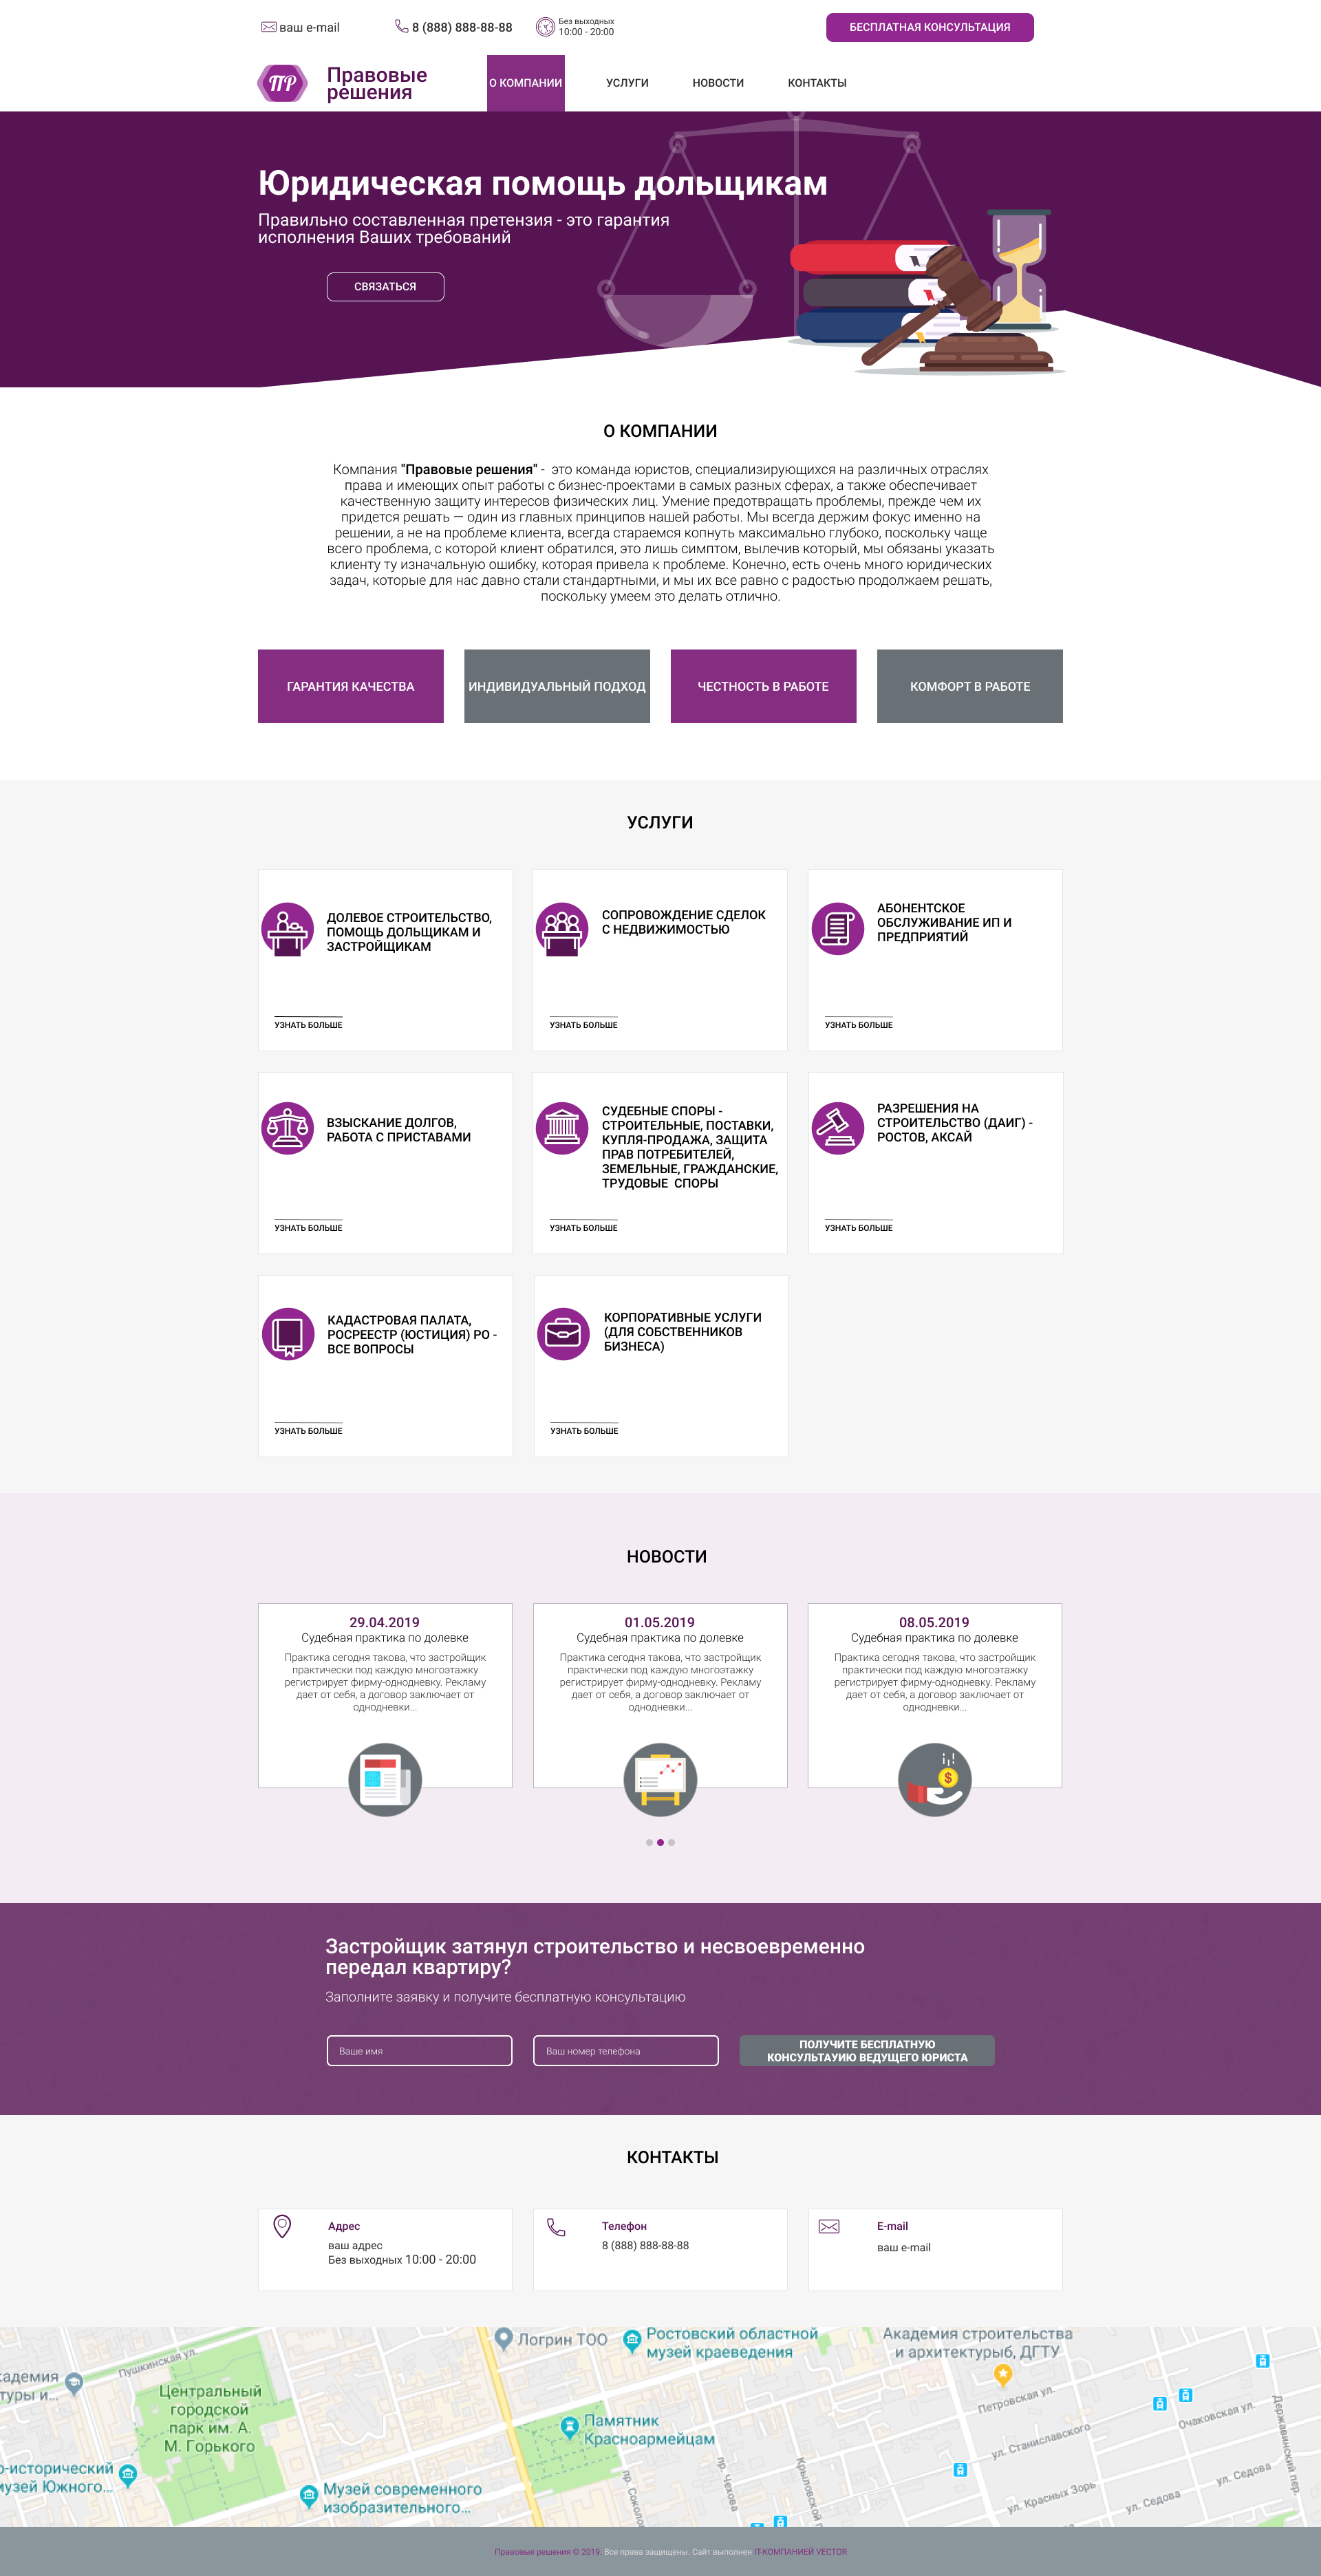 ваш e-mail
8 (888) 888-88-88
Без выходных
10:00 - 20:00
БЕСПЛАТНАЯ КОНСУЛЬТАЦИЯ
ПР
Правовые
решения
О КОМПАНИИ
УСЛУГИ
НОВОСТИ
КОНТАКТЫ
Юридическая помощь дольщикам
Правильно составленная претензия - это гарантия
исполнения Ваших требований
СВЯЗАТЬСЯ
О КОМПАНИИ
Компания "Правовые решения" - это команда юристов, специализирующихся на различных отраслях
права и имеющих опыт работы с бизнес-проектами в самых разных сферах, а также обеспечивает
качественную защиту интересов физических лиц. Умение предотвращать проблемы, прежде чем их
придется решать — один из главных принципов нашей работы. Мы всегда держим фокус именно на
решении, а не на проблеме клиента, всегда стараемся копнуть максимально глубоко, поскольку чаще
всего проблема, с которой клиент обратился, это лишь симптом, вылечив который, мы обязаны указать
клиенту ту изначальную ошибку, которая привела к проблеме. Конечно, есть очень много юридических
задач, которые для нас давно стали стандартными, и мы их все равно с радостью продолжаем решать,
поскольку умеем это делать отлично.
ГАРАНТИЯ КАЧЕСТВА
ИНДИВИДУАЛЬНЫЙ ПОДХОД
ЧЕСТНОСТЬ В РАБОТЕ
КОМФОРТ В РАБОТЕ
УСЛУГИ
ДОЛЕВОЕ СТРОИТЕЛЬСТВО,
ПОМОЩЬ ДОЛЬЩИКАМ И
ЗАСТРОЙЩИКАМ
УЗНАТЬ БОЛЬШЕ
СОПРОВОЖДЕНИЕ СДЕЛОК
С НЕДВИЖИМОСТЬЮ
УЗНАТЬ БОЛЬШЕ
АБОНЕНТСКОЕ
ОБСЛУЖИВАНИЕ ИП И
ПРЕДПРИЯТИЙ
УЗНАТЬ БОЛЬШЕ
ВЗЫСКАНИЕ ДОЛГОВ,
РАБОТА С ПРИСТАВАМИ
УЗНАТЬ БОЛЬШЕ
СУДЕБНЫЕ СПОРЫ -
СТРОИТЕЛЬНЫЕ, ПОСТАВКИ,
КУПЛЯ-ПРОДАЖА, ЗАЩИТА
ПРАВ ПОТРЕБИТЕЛЕЙ,
ЗЕМЕЛЬНЫЕ, ГРАЖДАНСКИЕ,
ТРУДОВЫЕ СПОРЫ
УЗНАТЬ БОЛЬШЕ
РАЗРЕШЕНИЯ НА
СТРОИТЕЛЬСТВО (ДАИГ) -
РОСТОВ, АКСАЙ
УЗНАТЬ БОЛЬШЕ
КАДАСТРОВАЯ ПАЛАТА,
РОСРЕЕСТР (ЮСТИЦИЯ) РО -
ВСЕ ВОПРОСЫ
УЗНАТЬ БОЛЬШЕ
КОРПОРАТИВНЫЕ УСЛУГИ
(ДЛЯ СОБСТВЕННИКОВ
БИЗНЕСА)
УЗНАТЬ БОЛЬШЕ
НОВОСТИ
29.04.2019
Судебная практика по долевке
Практика сегодня такова, что застройщик
практически под каждую многоэтажку
регистрирует фирму-однодневку. Рекламу
дает от себя, а договор заключает от
однодневки...
01.05.2019
Судебная практика по долевке
Практика сегодня такова, что застройщик
практически под каждую многоэтажку
регистрирует фирму-однодневку. Рекламу
дает от себя, а договор заключает от
однодневки...
08.05.2019
Судебная практика по долевке
Практика сегодня такова, что застройщик
практически под каждую многоэтажку
регистрирует фирму-однодневку. Рекламу
дает от себя, а договор заключает от
однодневки...
$
Застройщик затянул строительство и несвоевременно
передал квартиру?
Заполните заявку и получите бесплатную консультацию
Ваше имя
Ваш номер телефона
ПОЛУЧИТЕ БЕСПЛАТНУЮ
КОНСУЛЬТАУИЮ ВЕДУЩЕГО ЮРИСТА
КОНТАКТЫ
Адрес
ваш адрес
Без выходных 10:00 - 20:00
Телефон
8 (888) 888-88-88
E-mail
ваш e-mail
Логрин ТОО
Ростовский областной
музей краеведения
Академия строительства
и архитектурыб, ДГТУ
Пушкинская ул.
кадемия
туры и...
Центральный
городской
парк им. А.
М. Горького
Памятник
Красноармейцам
Петровская ул.
Очаковская ул.
Державинский пер.
ул. Станиславского
о-исторический
музей Южного...
Музей современного
изобразительного...
пр. Соколо
пр. Чехова
Крыловской п
ул. Красных Зорь
ул. Седова
ул. Седова
Правовые решения © 2019. Все права защищены. Сайт выполнен IT-КОМПАНИЕЙ VECTOR